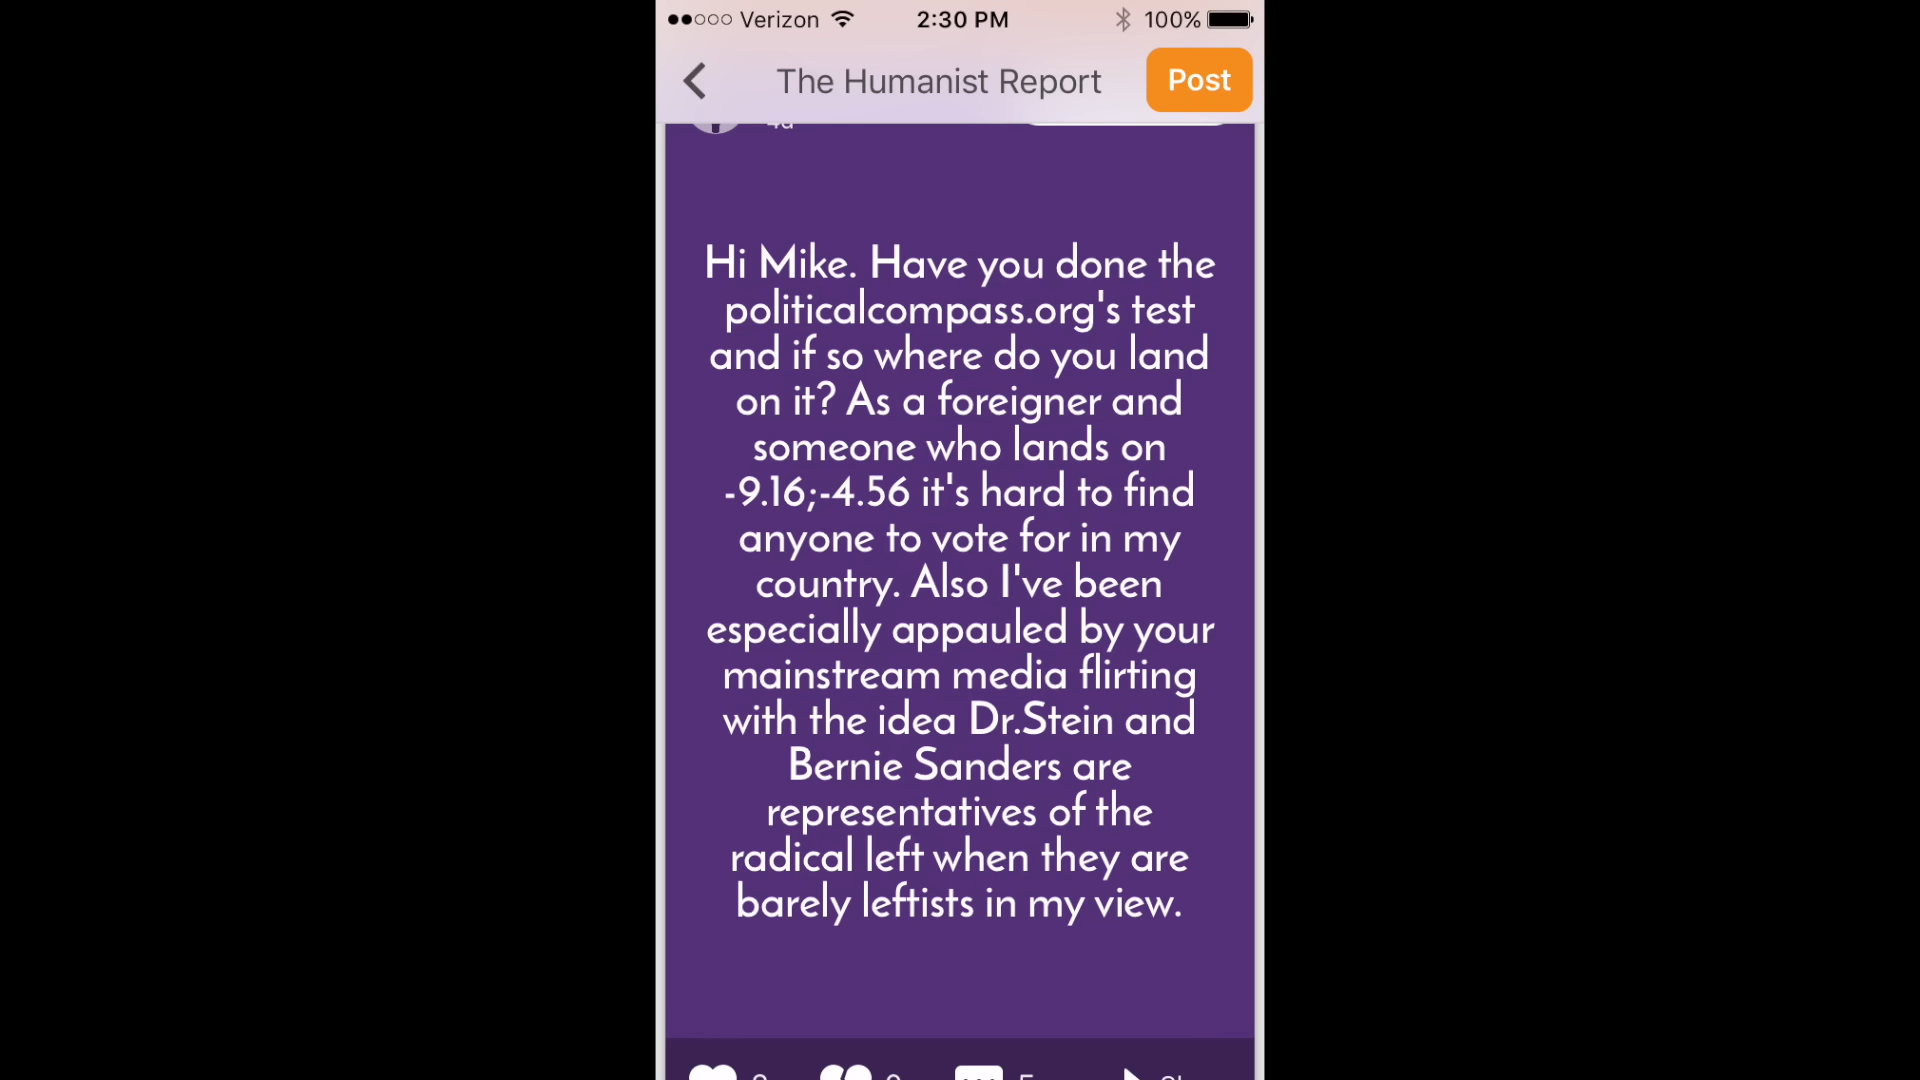 Verizon 2:30 PM 100%
The Humanist Report Post
4d
Hi Mike. Have you done the
politicalcompass.org's test
and if so where do you land
on it? As a foreigner and
someone who lands on
-9.16;-4.56 it's hard to find
anyone to vote for in my
country. Also I've been
especially appauled by your
mainstream media flirting
with the idea Dr.Stein and
Bernie Sanders are
representatives of the
radical left when they are
barely leftists in my view.